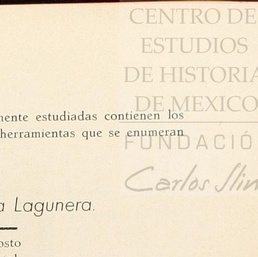 CENTRO DE
ESTUDIOS
DE HISTORIA
DE MEXICO
FUNDACIÓ
Carlos Slim
mente estudiadas contienen los
herramientas que se enumeran
a Lagunera.
osto